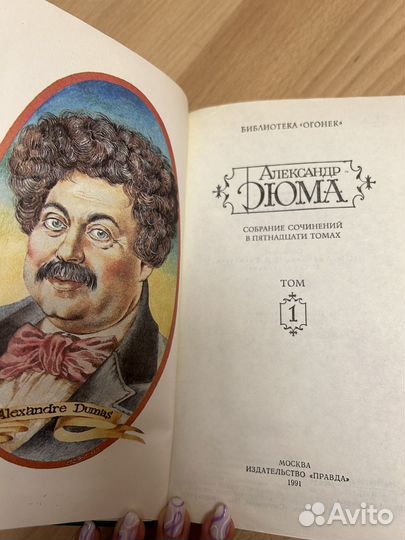 Alexandre Dumas
БИБЛИОТЕКА «ОГОНЕК»
АЛЕКСАНДР
ДЮМА
СОБРАНИЕ СОЧИНЕНИЙ
В ПЯТНАДЦАТИ ТОМАХ
ТОМ
1
МОСКВА
ИЗДАТЕЛЬСТВО «ПРАВДА»
1991
Avito